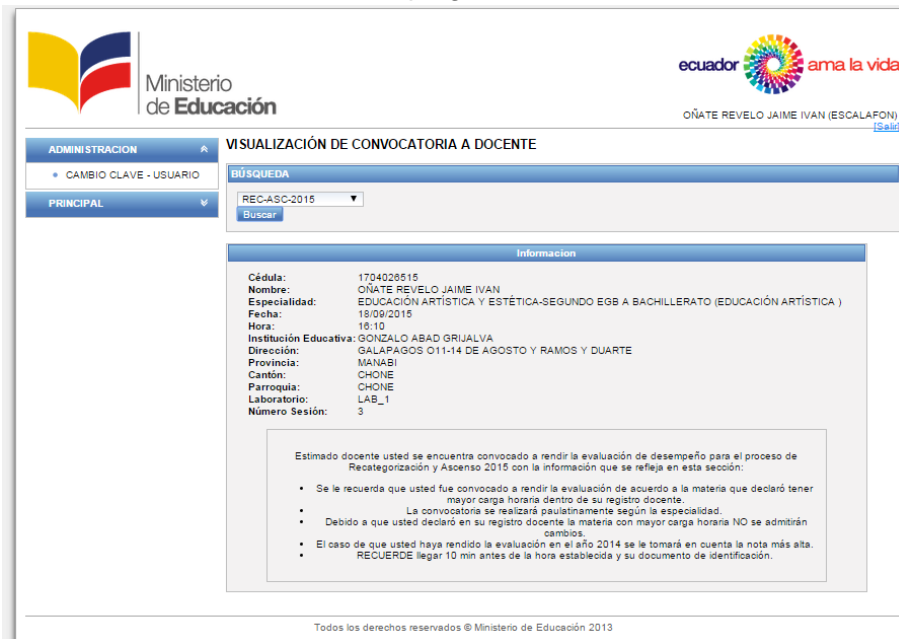 Ministerio
de Educación
ecuador ama la vida
OÑATE REVELO JAIME IVAN (ESCALAFON)
[Salir]
ADMINISTRACION
CAMBIO CLAVE - USUARIO
PRINCIPAL
VISUALIZACIÓN DE CONVOCATORIA A DOCENTE
BÚSQUEDA
REC-ASC-2015
Buscar
Informacion
Cédula: 1704026515
Nombre: OÑATE REVELO JAIME IVAN
Especialidad: EDUCACIÓN ARTÍSTICA Y ESTÉTICA-SEGUNDO EGB A BACHILLERATO (EDUCACIÓN ARTÍSTICA )
Fecha: 18/09/2015
Hora: 16:10
Institución Educativa: GONZALO ABAD GRIJALVA
Dirección: GALAPAGOS O11-14 DE AGOSTO Y RAMOS Y DUARTE
Provincia: MANABI
Cantón: CHONE
Parroquia: CHONE
Laboratorio: LAB_1
Número Sesión: 3
Estimado docente usted se encuentra convocado a rendir la evaluación de desempeño para el proceso de
Recategorización y Ascenso 2015 con la información que se refleja en esta sección:
• Se le recuerda que usted fue convocado a rendir la evaluación de acuerdo a la materia que declaró tener
mayor carga horaria dentro de su registro docente.
• La convocatoria se realizará paulatinamente según la especialidad.
• Debido a que usted declaró en su registro docente la materia con mayor carga horaria NO se admitirán
cambios.
• El caso de que usted haya rendido la evaluación en el año 2014 se le tomará en cuenta la nota más alta.
• RECUERDE llegar 10 min antes de la hora establecida y su documento de identificación.
Todos los derechos reservados © Ministerio de Educación 2013